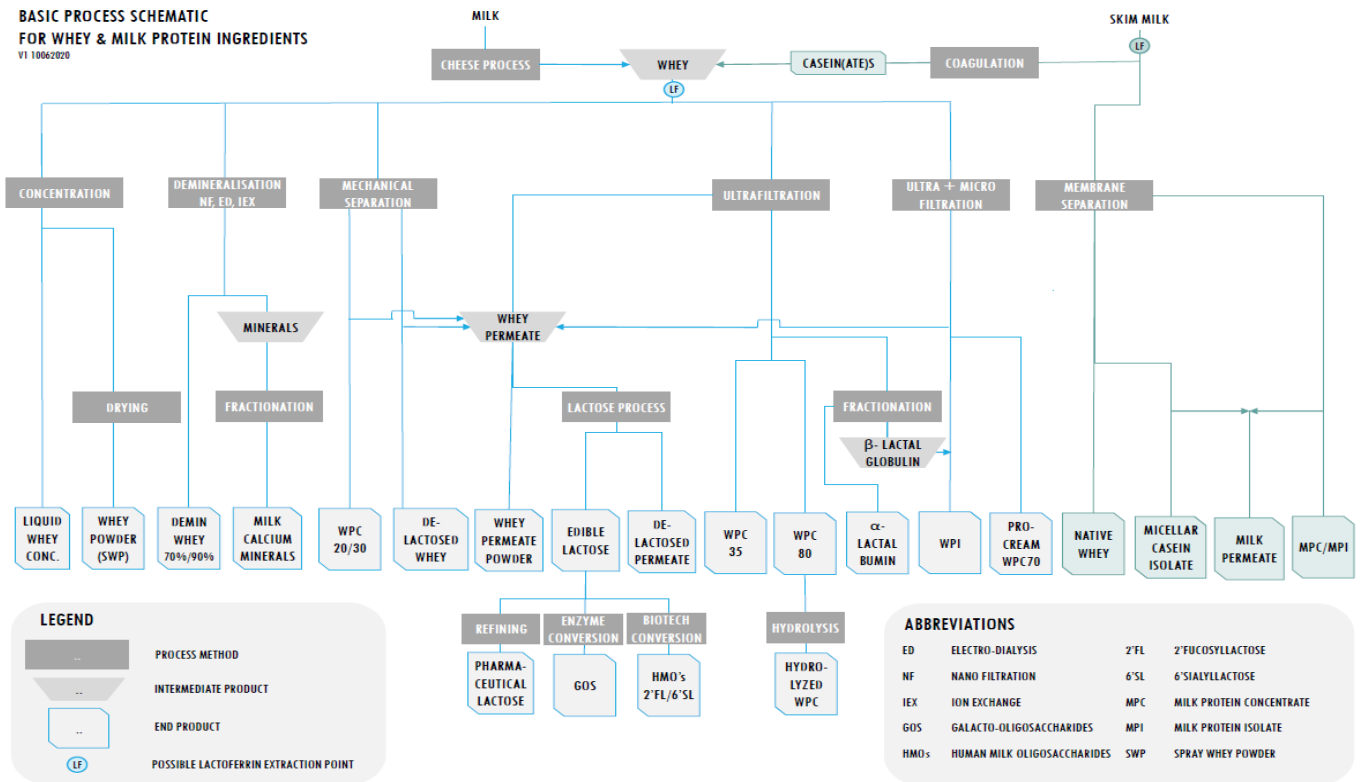 BASIC PROCESS SCHEMATIC
FOR WHEY & MILK PROTEIN INGREDIENTS
V1 10062020
MILK
SKIM MILK
LF
CHEESE PROCESS
WHEY
CASEIN(ATE)S
COAGULATION
LF
CONCENTRATION
DEMINERALISATION
NF, ED, IEX
MECHANICAL
SEPARATION
ULTRAFILTRATION
ULTRA + MICRO
FILTRATION
MEMBRANE
SEPARATION
MINERALS
WHEY
PERMEATE
DRYING
FRACTIONATION
LACTOSE PROCESS
FRACTIONATION
β- LACTAL
GLOBULIN
LIQUID
WHEY
CONC.
WHEY
POWDER
(SWP)
DEMIN
WHEY
70%/90%
MILK
CALCIUM
MINERALS
WPC
20/30
DE-
LACTOSED
WHEY
WHEY
PERMEATE
POWDER
EDIBLE
LACTOSE
DE-
LACTOSED
PERMEATE
WPC
35
WPC
80
α-
LACTAL
BUMIN
WPI
PRO-
CREAM
WPC70
NATIVE
WHEY
MICELLAR
CASEIN
ISOLATE
MILK
PERMEATE
MPC/MPI
REFINING
ENZYME
CONVERSION
BIOTECH
CONVERSION
HYDROLYSIS
PHARMA-
CEUTICAL
LACTOSE
GOS
HMO's
2'FL/6'SL
HYDRO-
LYZED
WPC
LEGEND
..
PROCESS METHOD
..
INTERMEDIATE PRODUCT
..
END PRODUCT
LF
POSSIBLE LACTOFERRIN EXTRACTION POINT
ABBREVIATIONS
ED ELECTRO-DIALYSIS 2'FL 2'FUCOSYLLACTOSE
NF NANO FILTRATION 6'SL 6'SIALYLLACTOSE
IEX ION EXCHANGE MPC MILK PROTEIN CONCENTRATE
GOS GALACTO-OLIGOSACCHARIDES MPI MILK PROTEIN ISOLATE
HMOs HUMAN MILK OLIGOSACCHARIDES SWP SPRAY WHEY POWDER